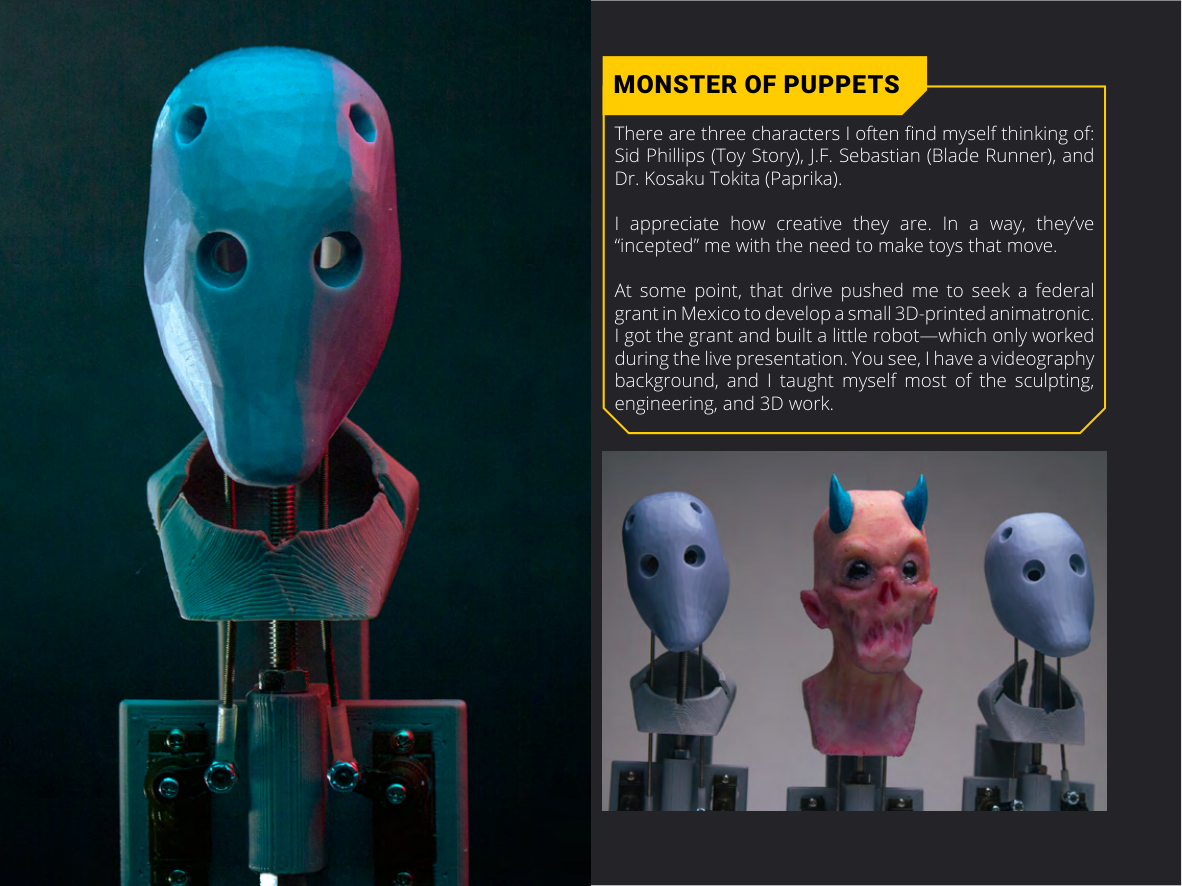 MONSTER OF PUPPETS
There are three characters I often find myself thinking of:
Sid Phillips (Toy Story), J.F. Sebastian (Blade Runner), and
Dr. Kosaku Tokita (Paprika).
I appreciate how creative they are. In a way, they’ve
“incepted” me with the need to make toys that move.
At some point, that drive pushed me to seek a federal
grant in Mexico to develop a small 3D-printed animatronic.
I got the grant and built a little robot—which only worked
during the live presentation. You see, I have a videography
background, and I taught myself most of the sculpting,
engineering, and 3D work.